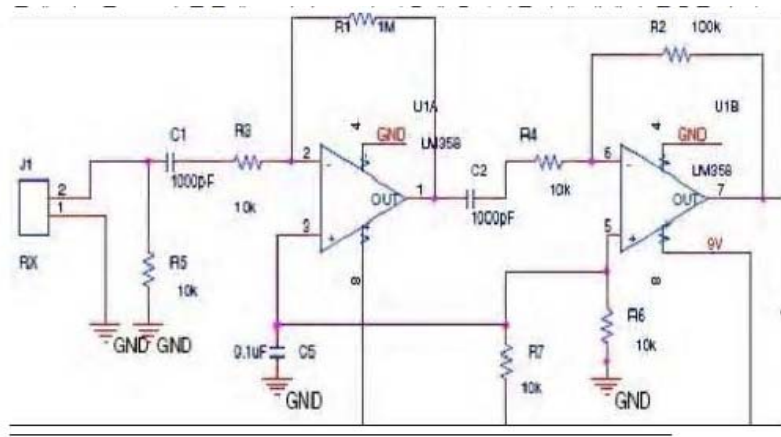 R1 1M
R2 100k
U1A
U1B
4
GND
LM358
4
GND
LM358
C1
1000pF
R3
10k
2
-
3
+
OUT
1
8
C2
1000pF
R4
10k
6
-
5
+
OUT
7
8
9V
J1
2
1
RX
R5
10k
GND GND
0.1uF C5
GND
R7
10k
R6
10k
GND